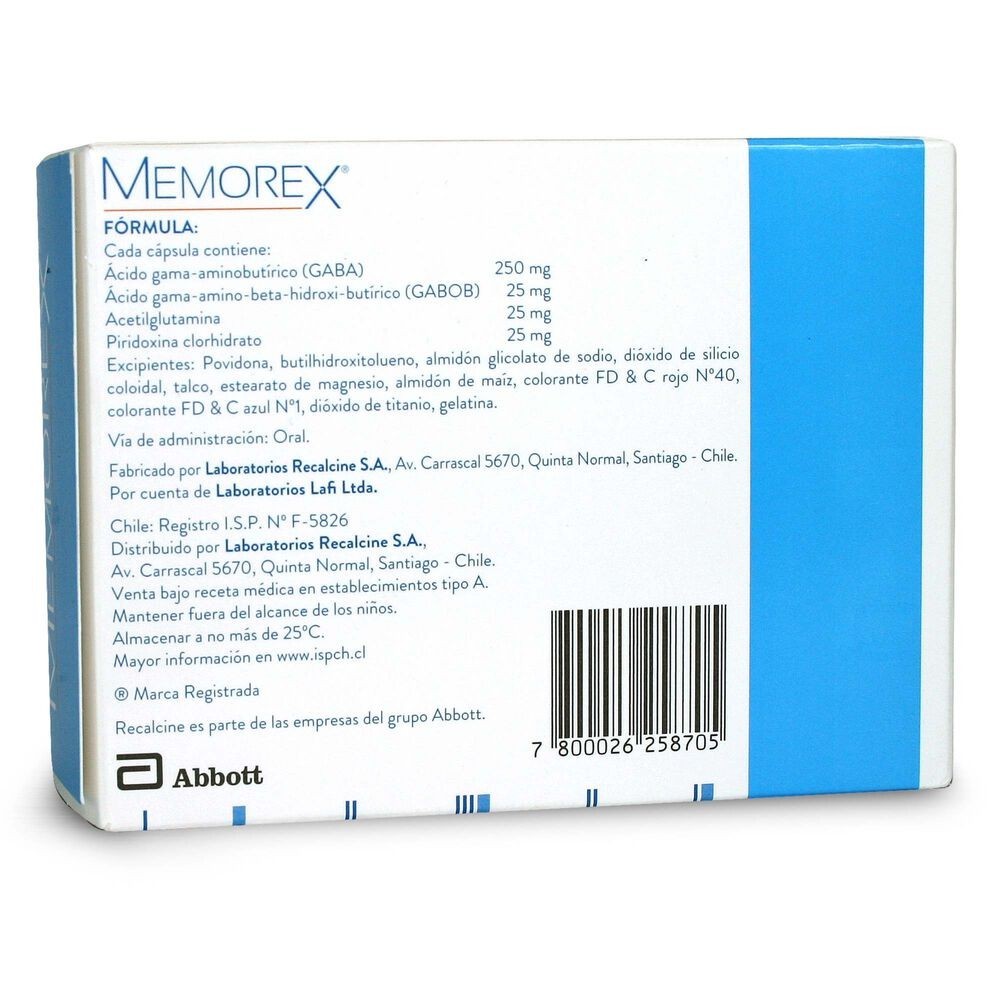 MEMOREX®
FÓRMULA:
Cada cápsula contiene:
Ácido gama-aminobutírico (GABA) 250 mg
Ácido gama-amino-beta-hidroxi-butírico (GABOB) 25 mg
Acetilglutamina 25 mg
Piridoxina clorhidrato 25 mg
Excipientes: Povidona, butilhidroxitolueno, almidón glicolato de sodio, dióxido de silicio
coloidal, talco, estearato de magnesio, almidón de maíz, colorante FD & C rojo Nº40,
colorante FD & C azul Nº1, dióxido de titanio, gelatina.
Vía de administración: Oral.
Fabricado por Laboratorios Recalcine S.A., Av. Carrascal 5670, Quinta Normal, Santiago - Chile.
Por cuenta de Laboratorios Lafi Ltda.
Chile: Registro I.S.P. Nº F-5826
Distribuido por Laboratorios Recalcine S.A.,
Av. Carrascal 5670, Quinta Normal, Santiago - Chile.
Venta bajo receta médica en establecimientos tipo A.
Mantener fuera del alcance de los niños.
Almacenar a no más de 25ºC.
Mayor información en www.ispch.cl
® Marca Registrada
Recalcine es parte de las empresas del grupo Abbott.
Abbott
7 800026 258705
MEMOREX